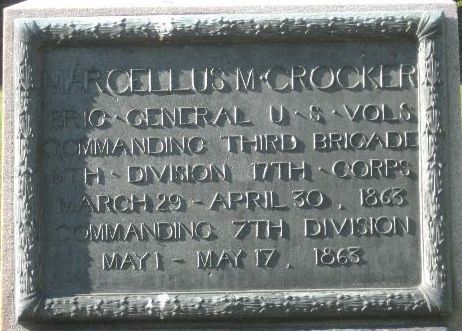 MARCELLUS M·CROCKER
BRIG·GENERAL U·S·VOLS
COMMANDING THIRD BRIGADE
6TH·DIVISION 17TH·CORPS
MARCH 29 - APRIL 30, 1863
COMMANDING 7TH DIVISION
MAY 1 - MAY 17, 1863